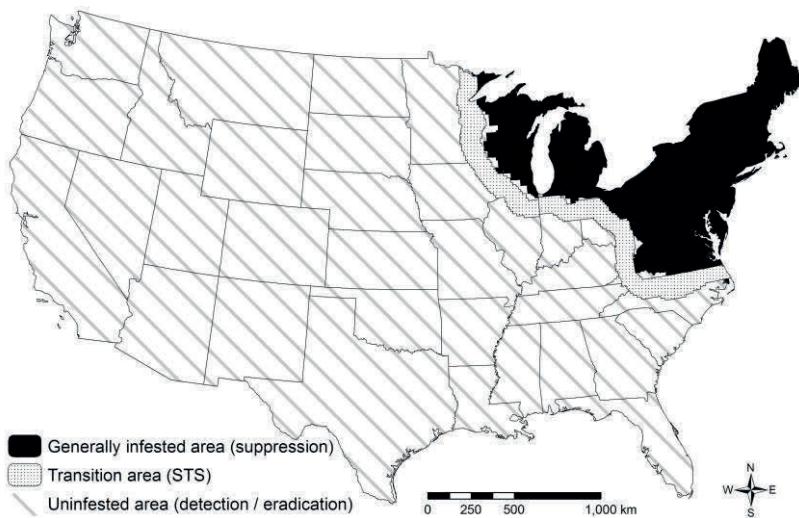 Generally infested area (suppression)
Transition area (STS)
Uninfested area (detection / eradication)
0 250 500 1,000 km
N
W E
S